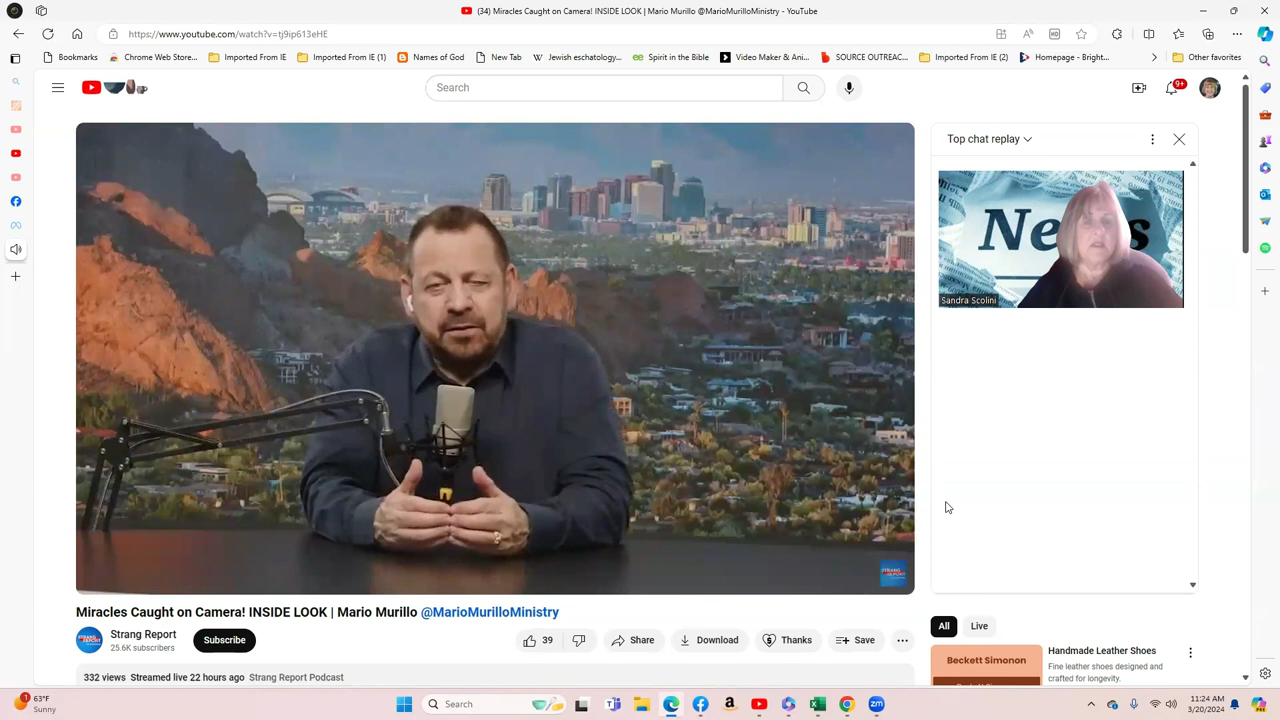 (34) Miracles Caught on Camera! INSIDE LOOK | Mario Murillo @MarioMurilloMinistry - YouTube
https://www.youtube.com/watch?v=tj9ip613eHE
Bookmarks
Chrome Web Store...
Imported From IE
Imported From IE (1)
Names of God
New Tab
Jewish eschatology...
Spirit in the Bible
Video Maker & Ani...
SOURCE OUTREAC...
Imported From IE (2)
Homepage - Bright...
Other favorites
Search
9+
Top chat replay
News
Sandra Scolini
STRANG
REPORT
Miracles Caught on Camera! INSIDE LOOK | Mario Murillo @MarioMurilloMinistry
Strang Report
25.6K subscribers
Subscribe
39
Share
Download
Thanks
Save
332 views Streamed live 22 hours ago Strang Report Podcast
All
Live
Beckett Simonon
Handmade Leather Shoes
Fine leather shoes designed and
crafted for longevity.
63°F
Sunny
Search
11:24 AM
3/20/2024